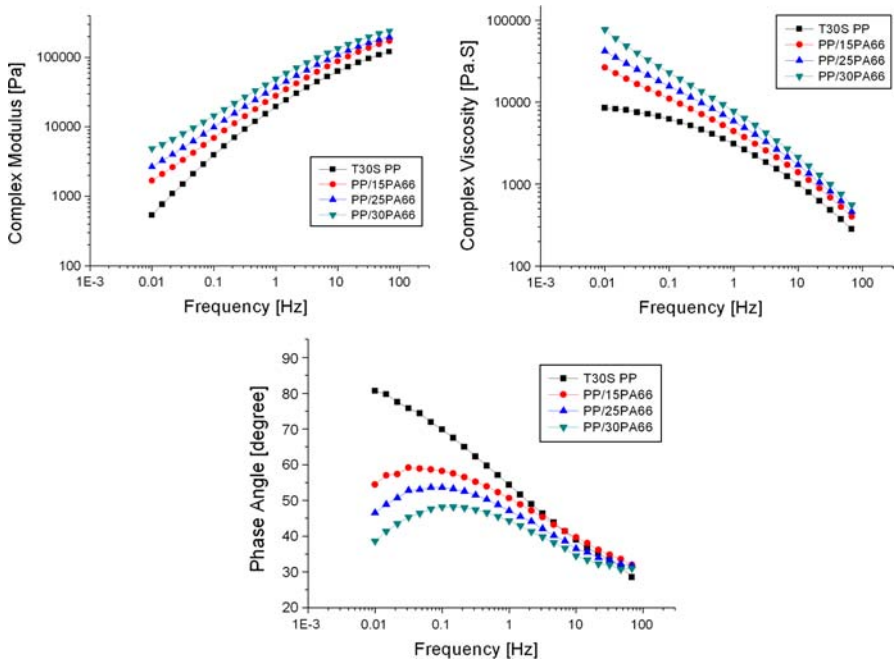 Complex Modulus [Pa]
100000
10000
1000
100
1E-3 0.01 0.1 1 10 100
Frequency [Hz]
T30S PP
PP/15PA66
PP/25PA66
PP/30PA66
Complex Viscosity [Pa.S]
100000
10000
1000
100
1E-3 0.01 0.1 1 10 100
Frequency [Hz]
T30S PP
PP/15PA66
PP/25PA66
PP/30PA66
Phase Angle [degree]
90
80
70
60
50
40
30
20
1E-3 0.01 0.1 1 10 100
Frequency [Hz]
T30S PP
PP/15PA66
PP/25PA66
PP/30PA66